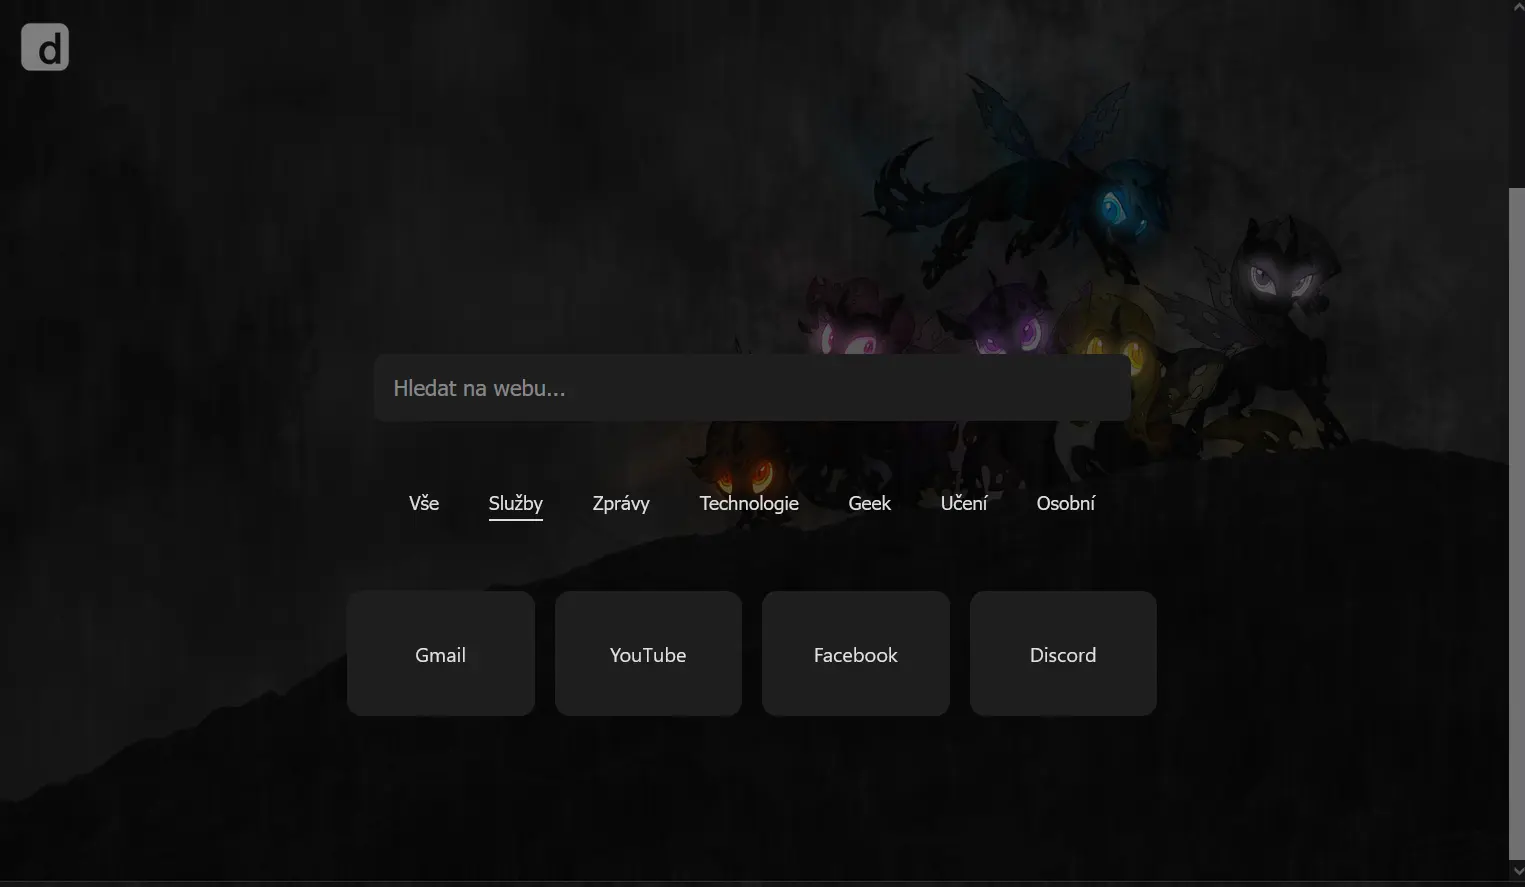 d
Hledat na webu...
Vše Služby Zprávy Technologie Geek Učení Osobní
Gmail YouTube Facebook Discord